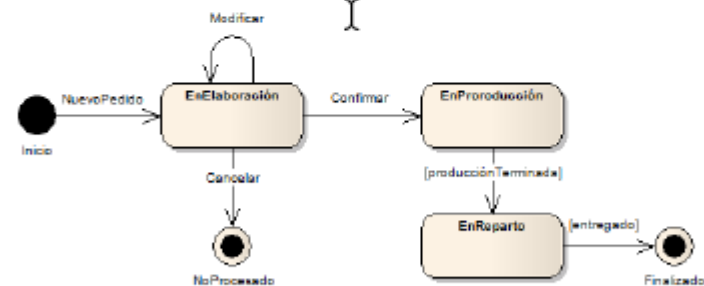 Modificar
EnElaboración
EnProroducción
NuevoPedido
Confirmar
Inicio
Cancelar
[producciónTerminada]
EnReparto
[entregado]
NoProcesado
Finalizado